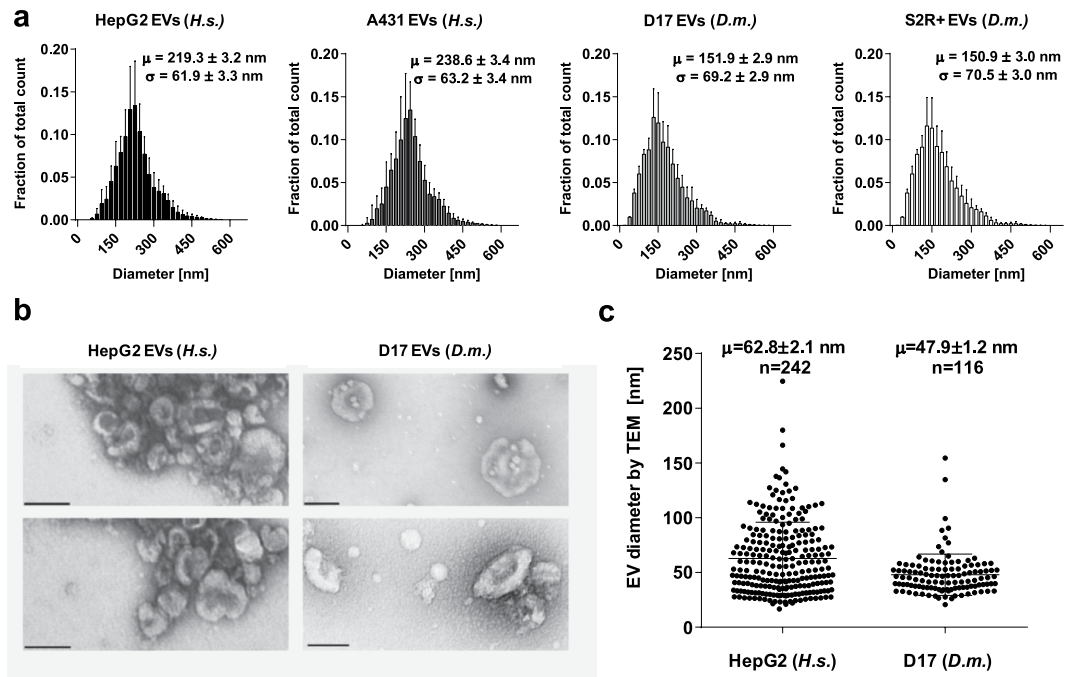 a
HepG2 EVs (H.s.)
A431 EVs (H.s.)
D17 EVs (D.m.)
S2R+ EVs (D.m.)
μ = 219.3 ± 3.2 nm
σ = 61.9 ± 3.3 nm
Fraction of total count
0.20
0.15
0.10
0.05
0.00
0
150
300
450
600
Diameter [nm]
μ = 238.6 ± 3.4 nm
σ = 63.2 ± 3.4 nm
Fraction of total count
0.20
0.15
0.10
0.05
0.00
0
150
300
450
600
Diameter [nm]
μ = 151.9 ± 2.9 nm
σ = 69.2 ± 2.9 nm
Fraction of total count
0.20
0.15
0.10
0.05
0.00
0
150
300
450
600
Diameter [nm]
μ = 150.9 ± 3.0 nm
σ = 70.5 ± 3.0 nm
Fraction of total count
0.20
0.15
0.10
0.05
0.00
0
150
300
450
600
Diameter [nm]
b
HepG2 EVs (H.s.)
D17 EVs (D.m.)
c
μ=62.8±2.1 nm
n=242
μ=47.9±1.2 nm
n=116
EV diameter by TEM [nm]
250
200
150
100
50
0
HepG2 (H.s.)
D17 (D.m.)